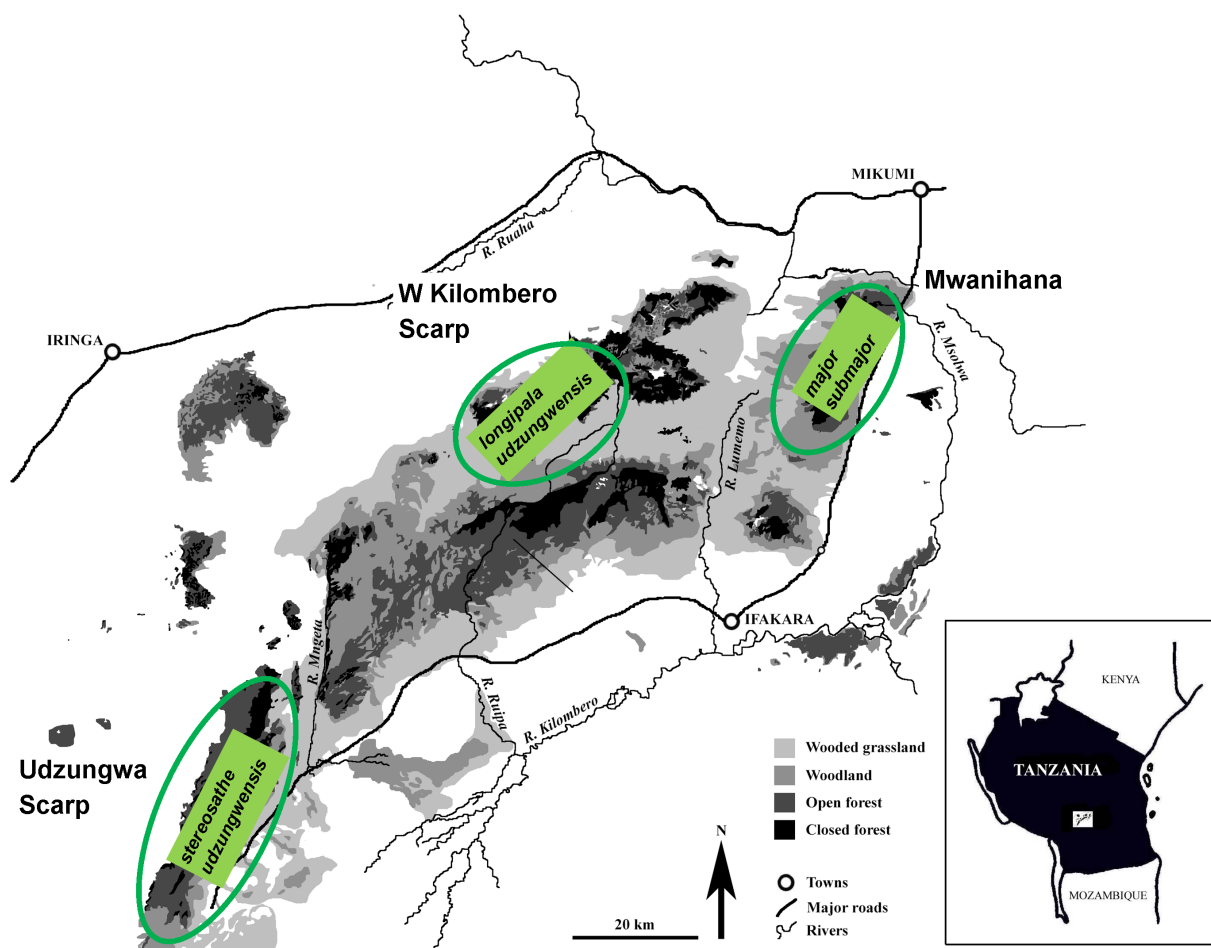 MIKUMI
R. Ruaha
Mwanihana
W Kilombero
Scarp
IRINGA
R. Msolwa
major
submajor
longipala
udzungwensis
R. Lumemo
IFAKARA
R. Mngeta
R. Ruipa
R. Kilombero
Udzungwa
Scarp
stereosathe
udzungwensis
Wooded grassland
Woodland
Open forest
Closed forest
N
Towns
Major roads
Rivers
20 km
KENYA
TANZANIA
MOZAMBIQUE